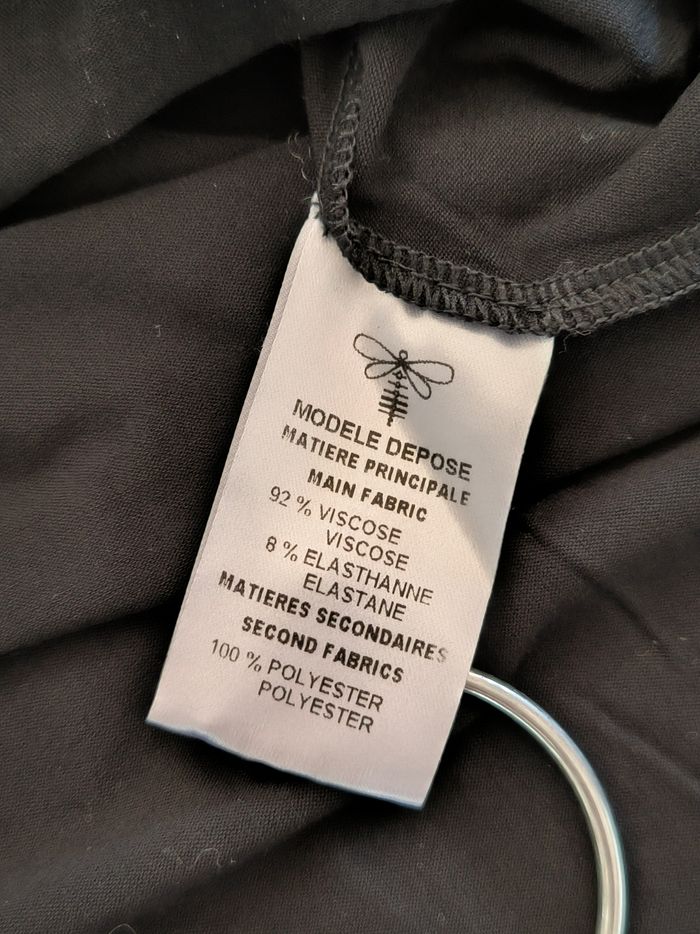 MODELE DEPOSE
MATIERE PRINCIPALE
MAIN FABRIC
92 % VISCOSE
VISCOSE
8 % ELASTHANNE
ELASTANE
MATIERES SECONDAIRES
SECOND FABRICS
100 % POLYESTER
POLYESTER